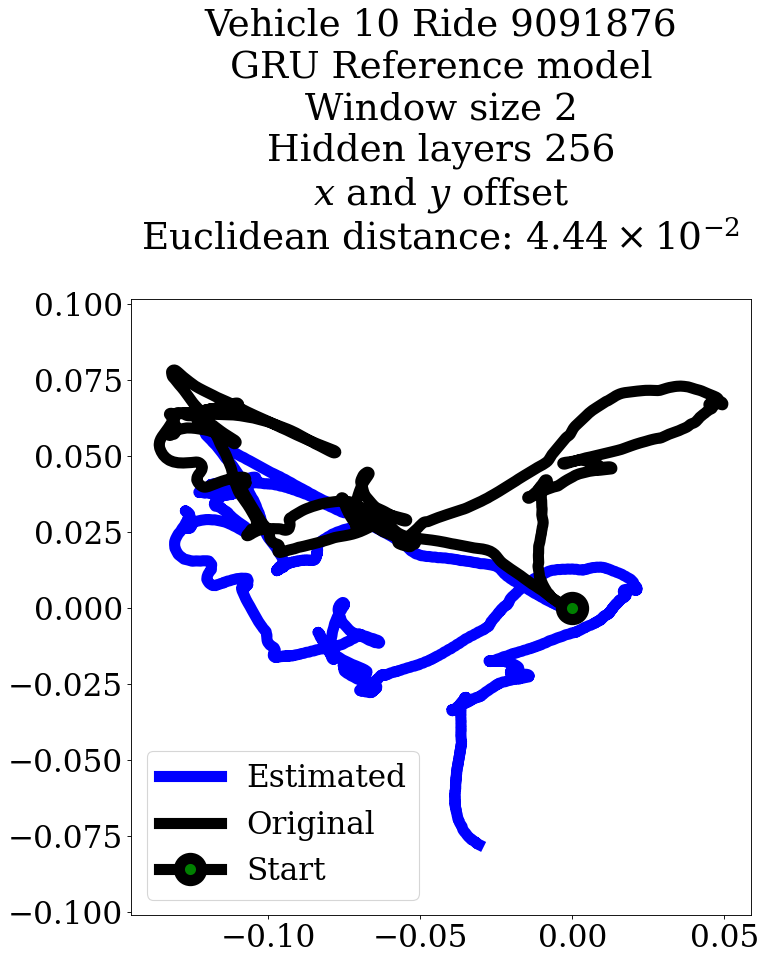 Vehicle 10 Ride 9091876
GRU Reference model
Window size 2
Hidden layers 256
x and y offset
Euclidean distance: 4.44 × 10⁻²
0.100
0.075
0.050
0.025
0.000
−0.025
−0.050
−0.075
−0.100
Estimated
Original
Start
−0.10 −0.05 0.00 0.05